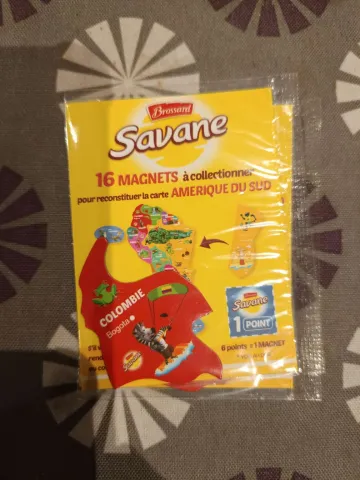 Brossard
Savane
16 MAGNETS à collectionner
pour reconstituer la carte AMERIQUE DU SUD
COLOMBIE
Bogota
Brossard
Savane
1 POINT
6 points = 1 MAGNET